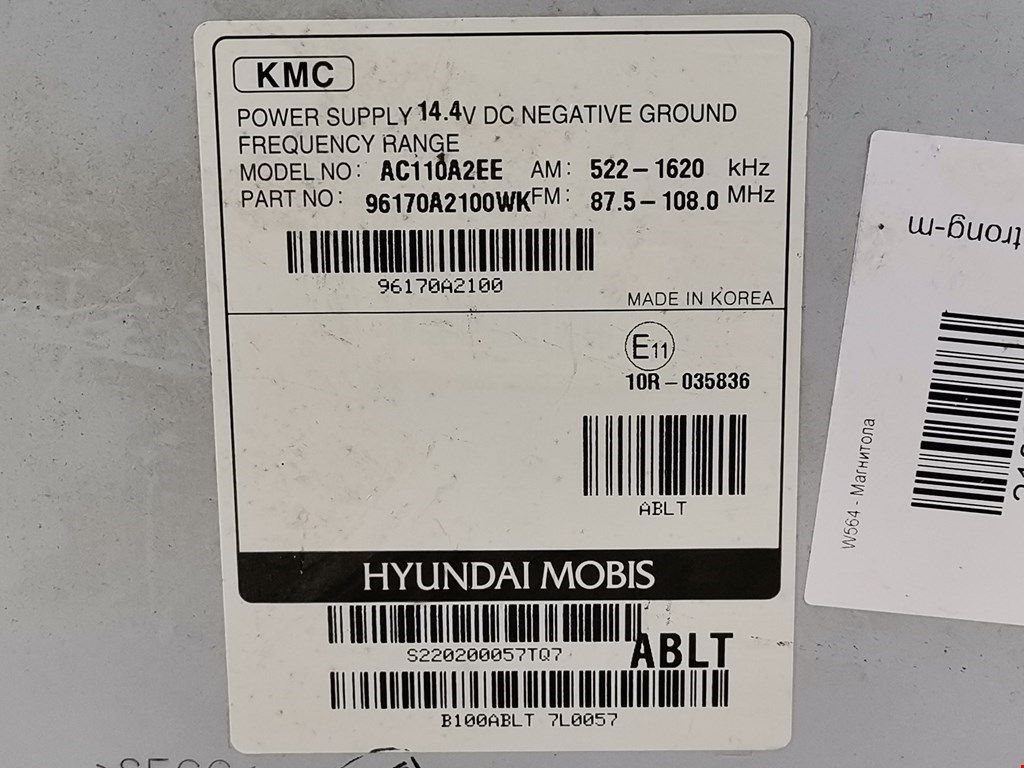 KMC
POWER SUPPLY 14.4V DC NEGATIVE GROUND
FREQUENCY RANGE
MODEL NO: AC110A2EE AM: 522-1620 kHz
PART NO: 96170A2100WK FM: 87.5-108.0 MHz
96170A2100
MADE IN KOREA
E11
10R-035836
ABLT
HYUNDAI MOBIS
S220200057TQ7
ABLT
B100ABLT 7L0057
trong-m
W564 - Магнитола